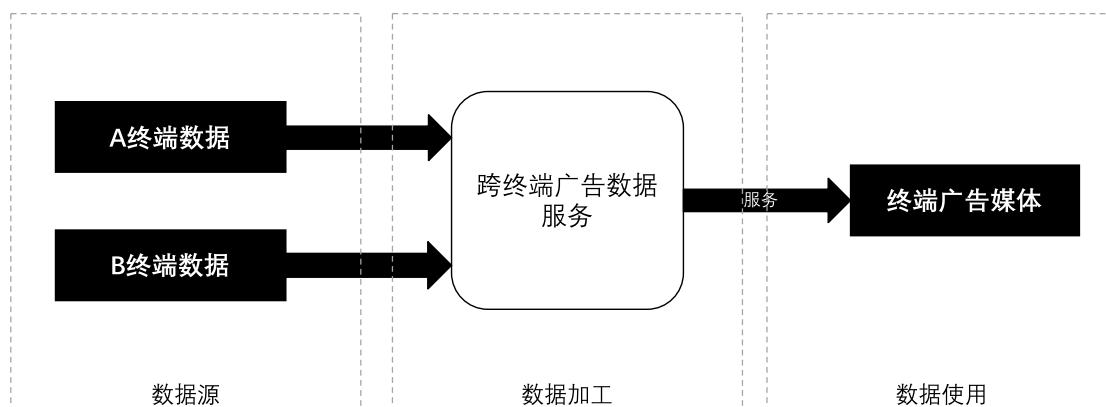 A终端数据
B终端数据
跨终端广告数据
服务
服务
终端广告媒体
数据源
数据加工
数据使用